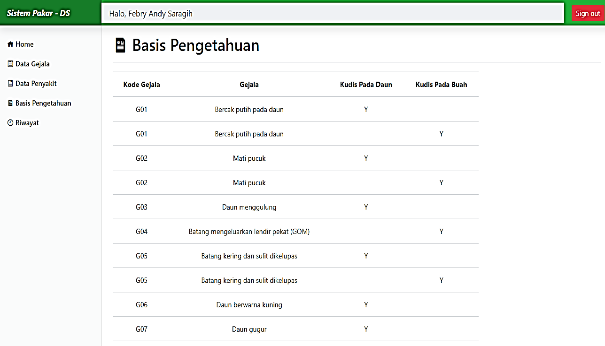 Sistem Pakar - DS
Halo, Febry Andy Saragih
Sign out
Home
Data Gejala
Data Penyakit
Basis Pengetahuan
Riwayat
Basis Pengetahuan
Kode Gejala Gejala Kudis Pada Daun Kudis Pada Buah
G01 Bercak putih pada daun Y
G01 Bercak putih pada daun Y
G02 Mati pucuk Y
G02 Mati pucuk Y
G03 Daun menggulung Y
G04 Batang mengeluarkan lendir pekat (GOM) Y
G05 Batang kering dan sulit dikelupas Y
G05 Batang kering dan sulit dikelupas Y
G06 Daun berwarna kuning Y
G07 Daun gugur Y